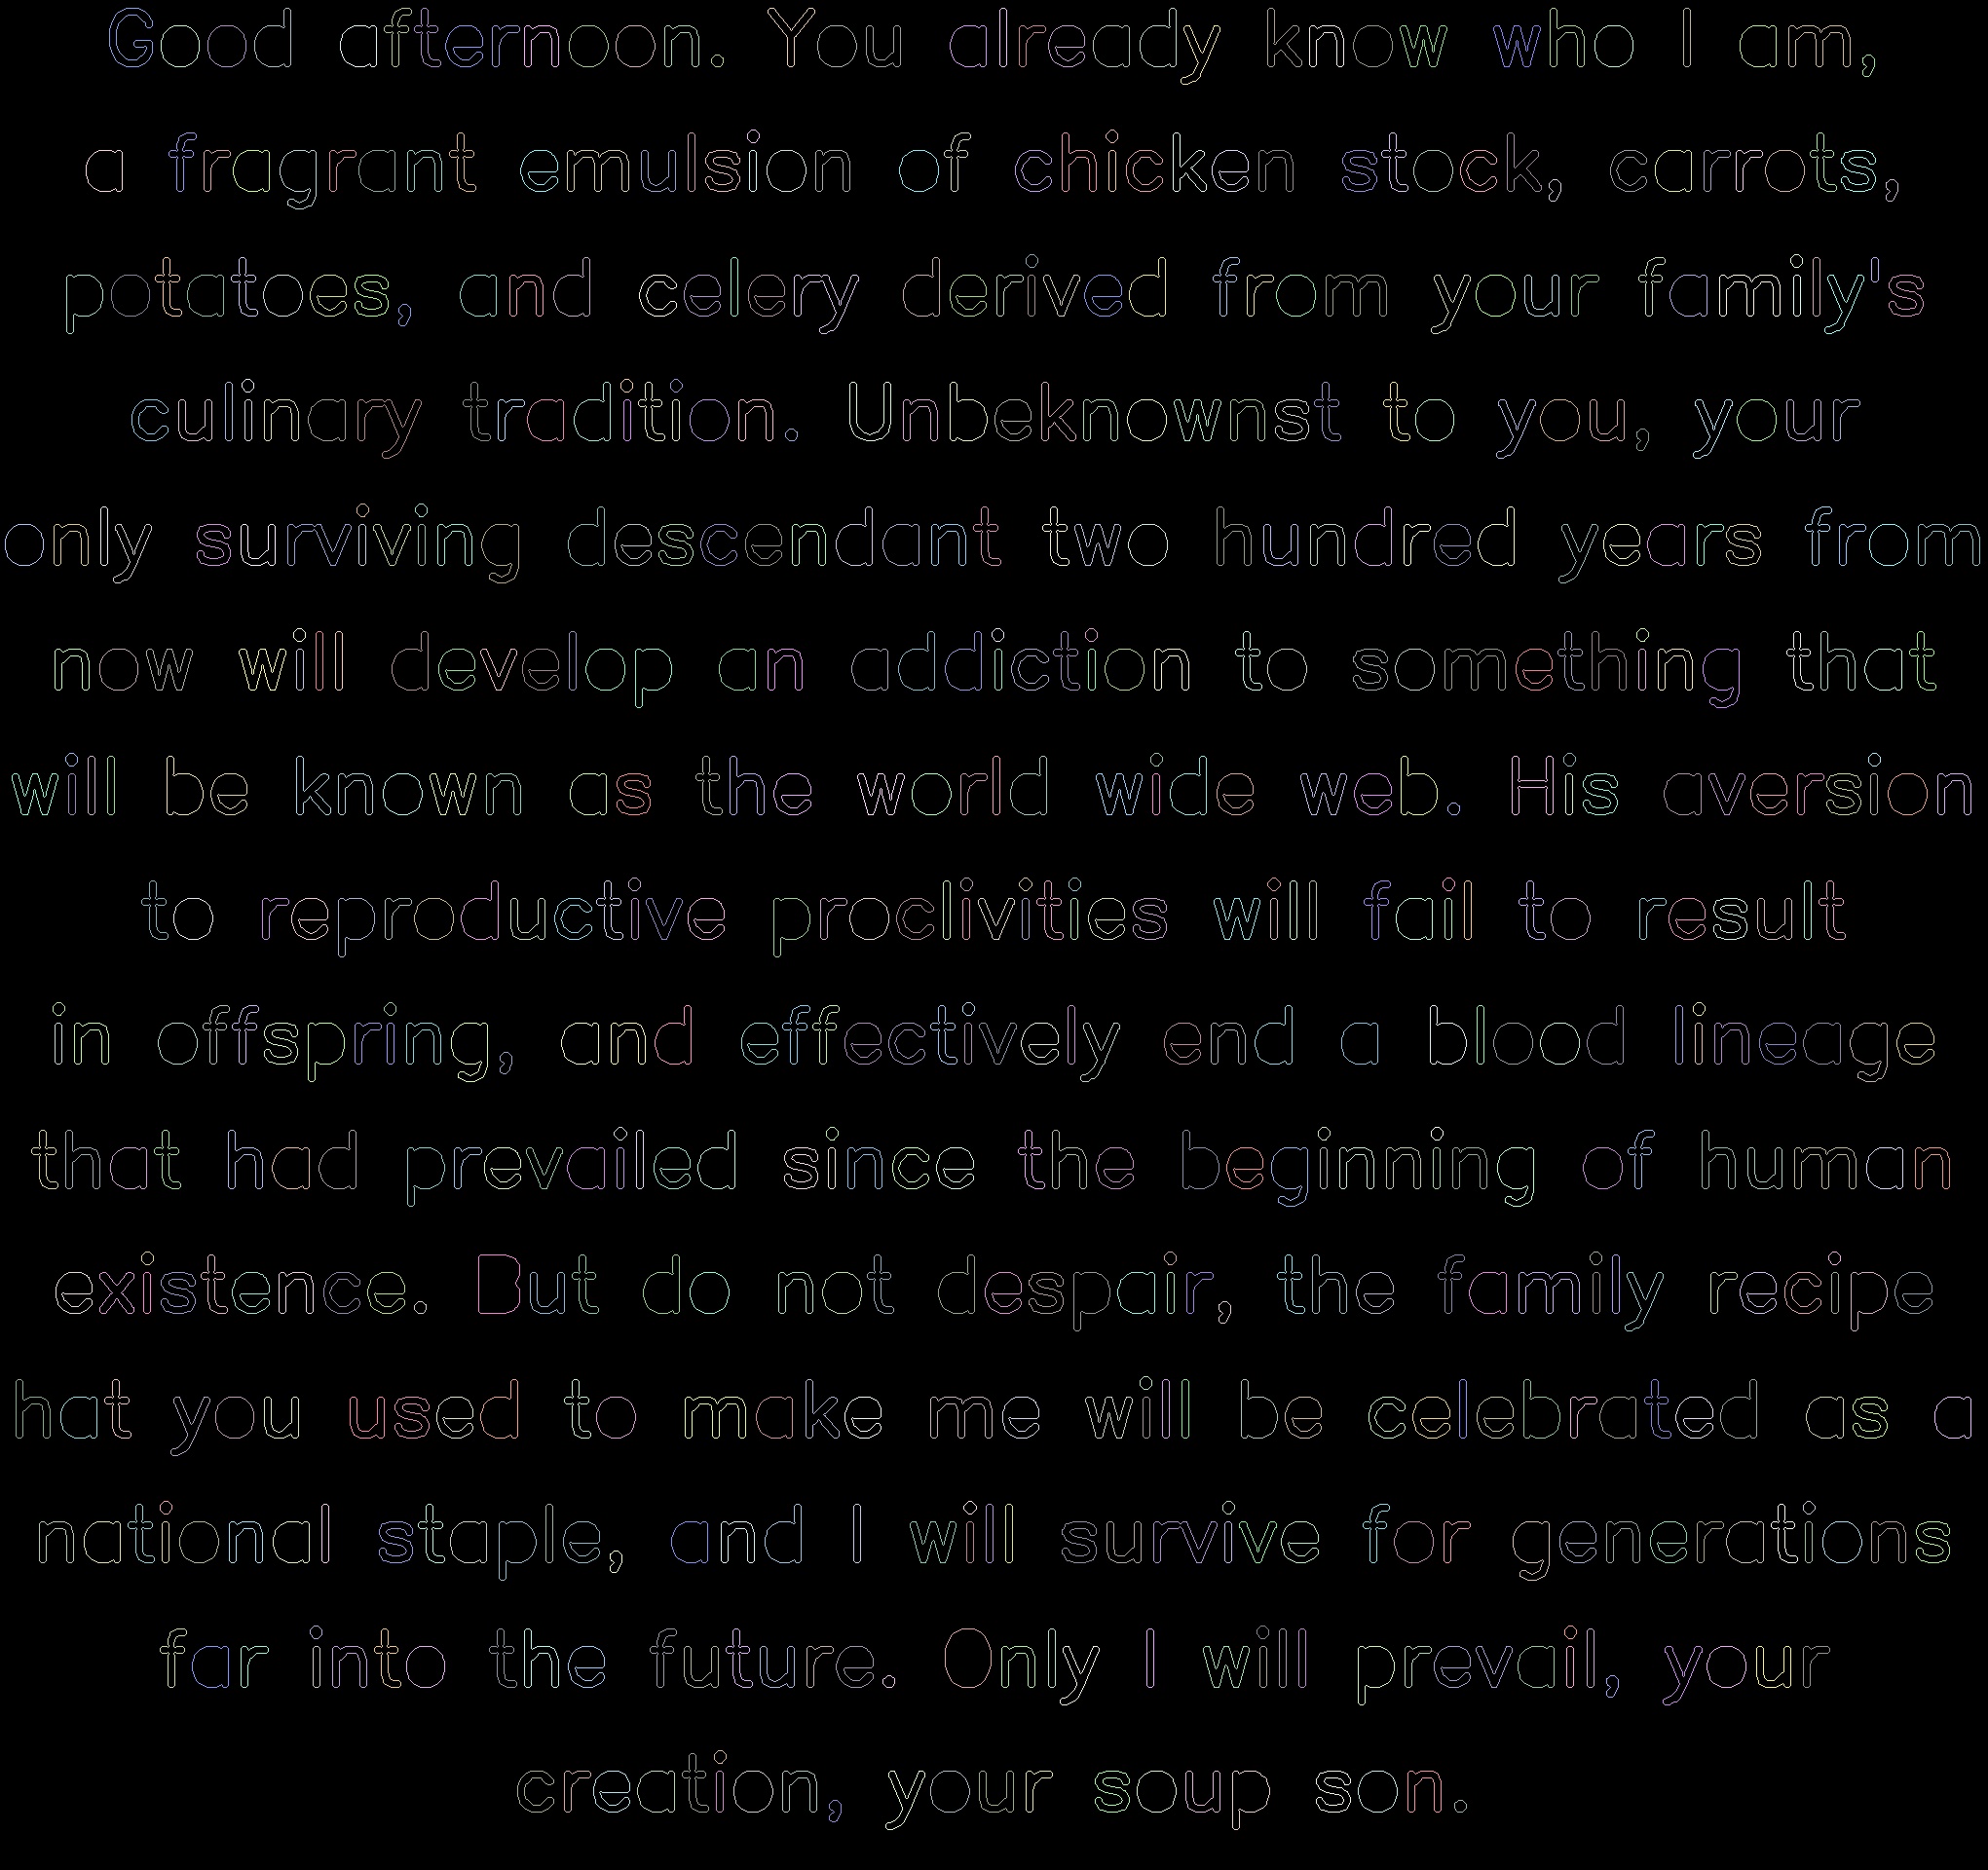 Good afternoon. You already know who I am,
a fragrant emulsion of chicken stock, carrots,
potatoes, and celery derived from your family's
culinary tradition. Unbeknownst to you, your
only surviving descendant two hundred years from
now will develop an addiction to something that
will be known as the world wide web. His aversion
to reproductive proclivities will fail to result
in offspring, and effectively end a blood lineage
that had prevailed since the beginning of human
existence. But do not despair, the family recipe
hat you used to make me will be celebrated as a
national staple, and I will survive for generations
far into the future. Only I will prevail, your
creation, your soup son.